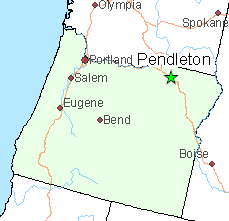 Olympia
Spokane
Portland
Pendleton
Salem
Eugene
Bend
Boise